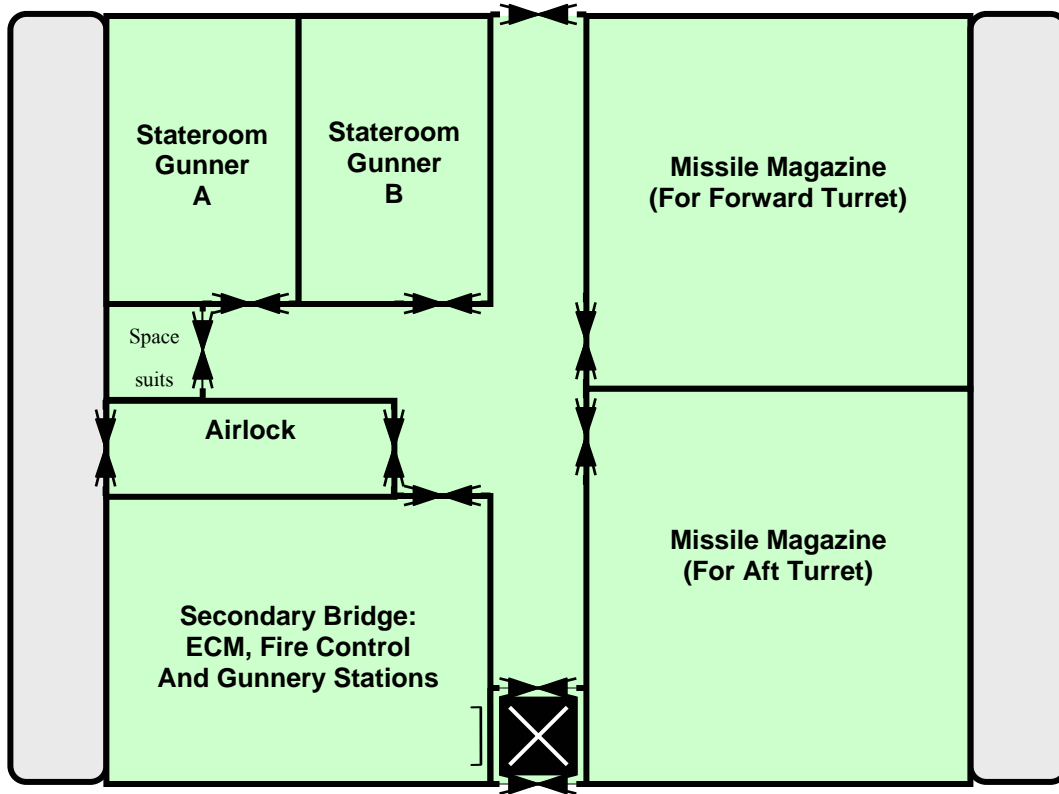 Stateroom
Gunner
A
Stateroom
Gunner
B
Missile Magazine
(For Forward Turret)
Space
suits
Airlock
Missile Magazine
(For Aft Turret)
Secondary Bridge:
ECM, Fire Control
And Gunnery Stations